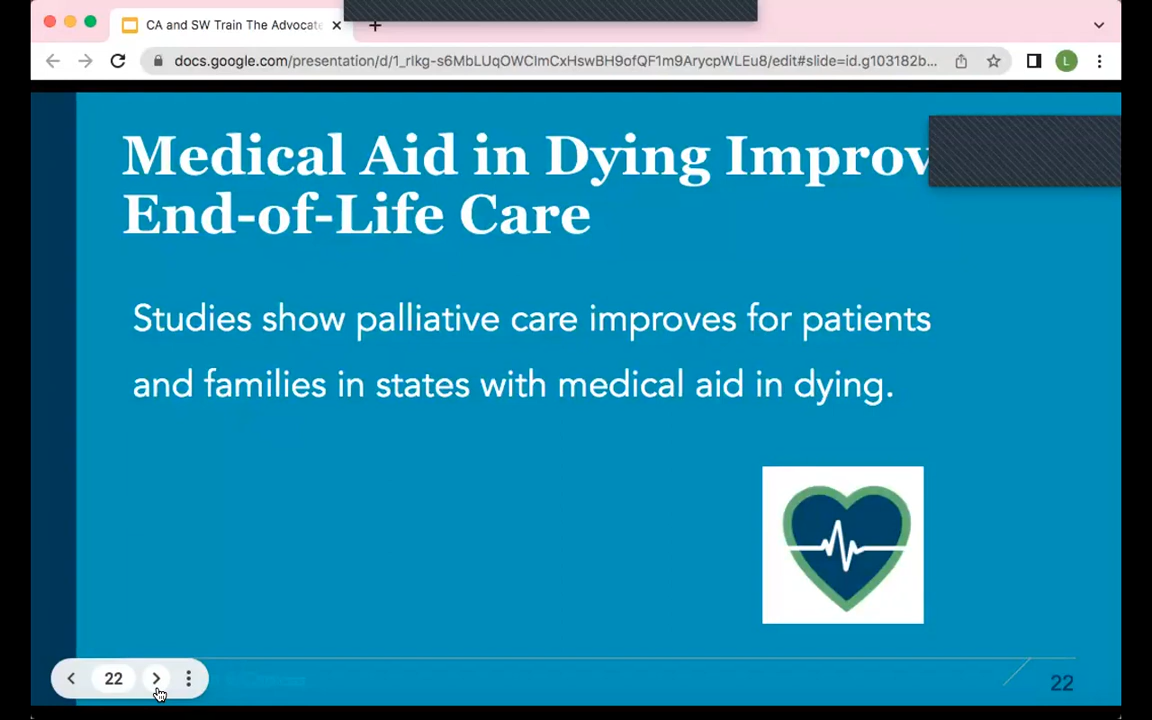 CA and SW Train The Advocate
docs.google.com/presentation/d/1_rlkg-s6MbLUqOWCImCxHswBH9ofQF1m9ArycpWLEu8/edit#slide=id.g103182b...
L
Medical Aid in Dying Improv
End-of-Life Care
Studies show palliative care improves for patients
and families in states with medical aid in dying.
22
22